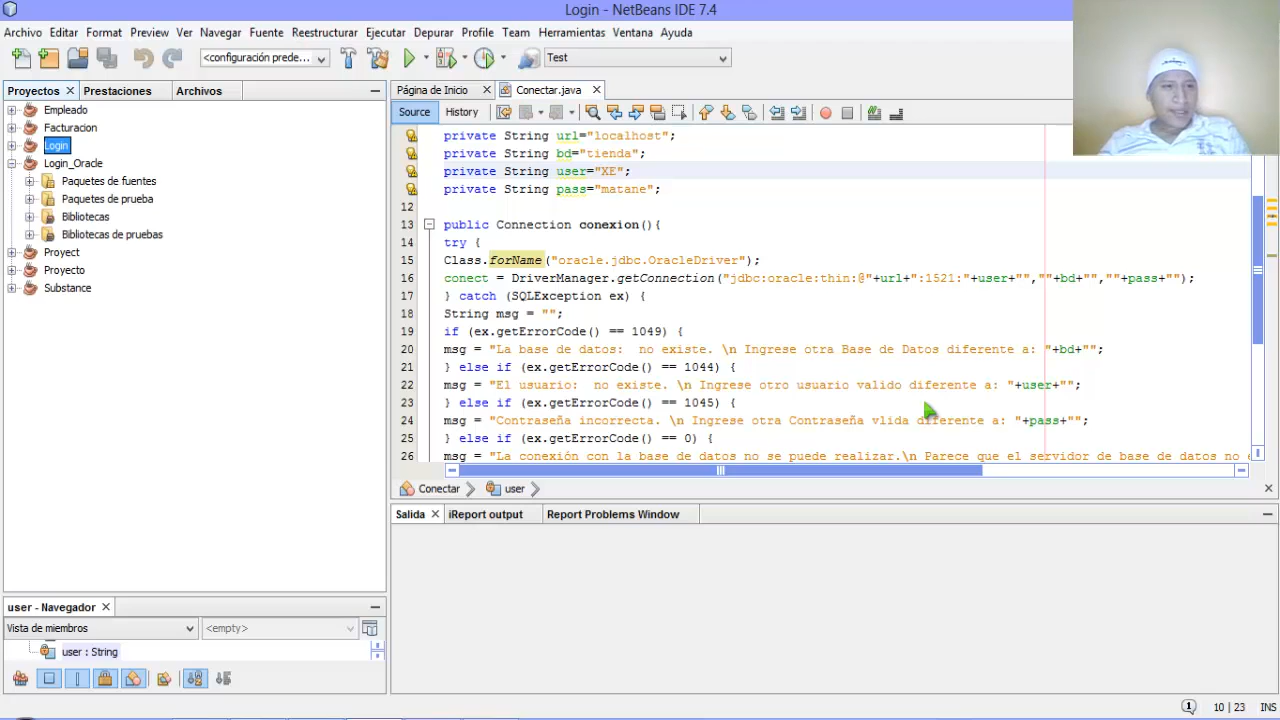 Login - NetBeans IDE 7.4
Archivo Editar Format Preview Ver Navegar Fuente Reestructurar Ejecutar Depurar Profile Team Herramientas Ventana Ayuda
<configuración prede... Test
Proyectos Prestaciones Archivos
Página de Inicio Conectar.java
Source History
Empleado
Facturacion
Login
Login_Oracle
Paquetes de fuentes
Paquetes de prueba
Bibliotecas
Bibliotecas de pruebas
Proyect
Proyecto
Substance
private String url="localhost";
private String bd="tienda";
private String user="XE";
private String pass="matane";
12
13 public Connection conexion(){
14 try {
15 Class.forName("oracle.jdbc.OracleDriver");
16 conect = DriverManager.getConnection("jdbc:oracle:thin:@"+url+":1521:"+user+"",""+bd+"",""+pass+"");
17 } catch (SQLException ex) {
18 String msg = "";
19 if (ex.getErrorCode() == 1049) {
20 msg = "La base de datos:  no existe. \n Ingrese otra Base de Datos diferente a: "+bd+"";
21 } else if (ex.getErrorCode() == 1044) {
22 msg = "El usuario:  no existe. \n Ingrese otro usuario valido diferente a: "+user+"";
23 } else if (ex.getErrorCode() == 1045) {
24 msg = "Contraseña incorrecta. \n Ingrese otra Contraseña vlida diferente a: "+pass+"";
25 } else if (ex.getErrorCode() == 0) {
26 msg = "La conexión con la base de datos no se puede realizar.\n Parece que el servidor de base de datos no
Conectar user
Salida iReport output Report Problems Window
user - Navegador
Vista de miembros <empty>
user : String
1 10 | 23 INS